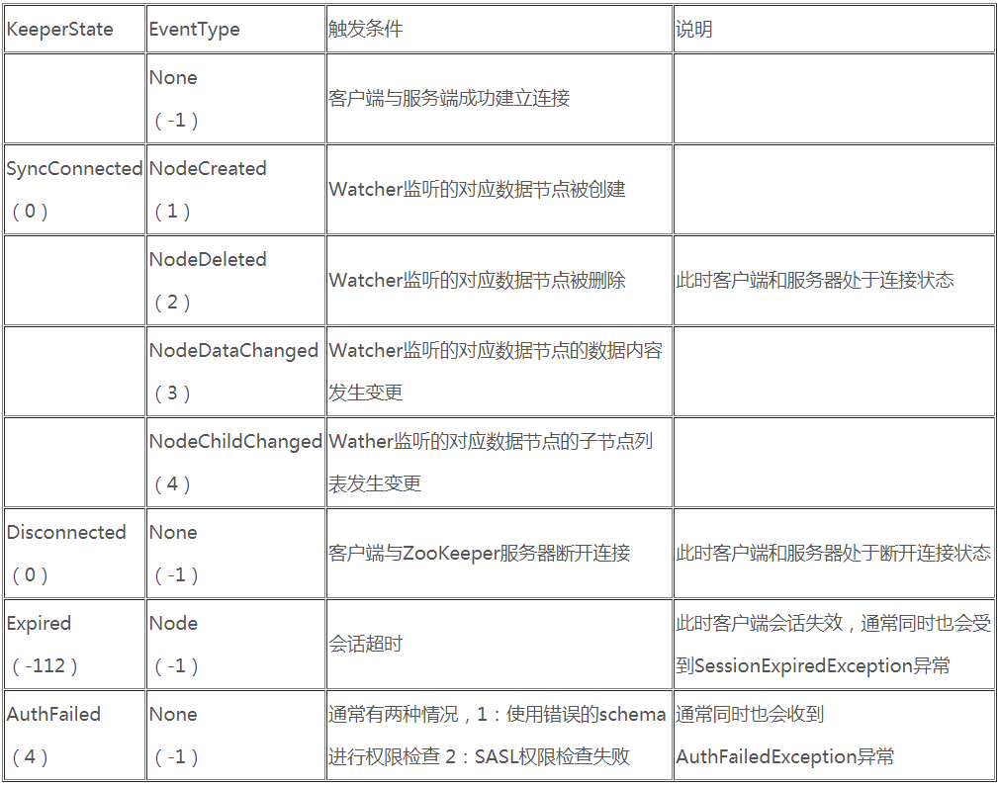 KeeperState EventType 触发条件 说明
None
（-1） 客户端与服务端成功建立连接
SyncConnected
（0） NodeCreated
（1） Watcher监听的对应数据节点被创建
NodeDeleted
（2） Watcher监听的对应数据节点被删除 此时客户端和服务器处于连接状态
NodeDataChanged
（3） Watcher监听的对应数据节点的数据内容
发生变更
NodeChildChanged
（4） Wather监听的对应数据节点的子节点列
表发生变更
Disconnected
（0） None
（-1） 客户端与ZooKeeper服务器断开连接 此时客户端和服务器处于断开连接状态
Expired
（-112） Node
（-1） 会话超时 此时客户端会话失效，通常同时也会受
到SessionExpiredException异常
AuthFailed
（4） None
（-1） 通常有两种情况，1：使用错误的schema
进行权限检查 2：SASL权限检查失败 通常同时也会收到
AuthFailedException异常